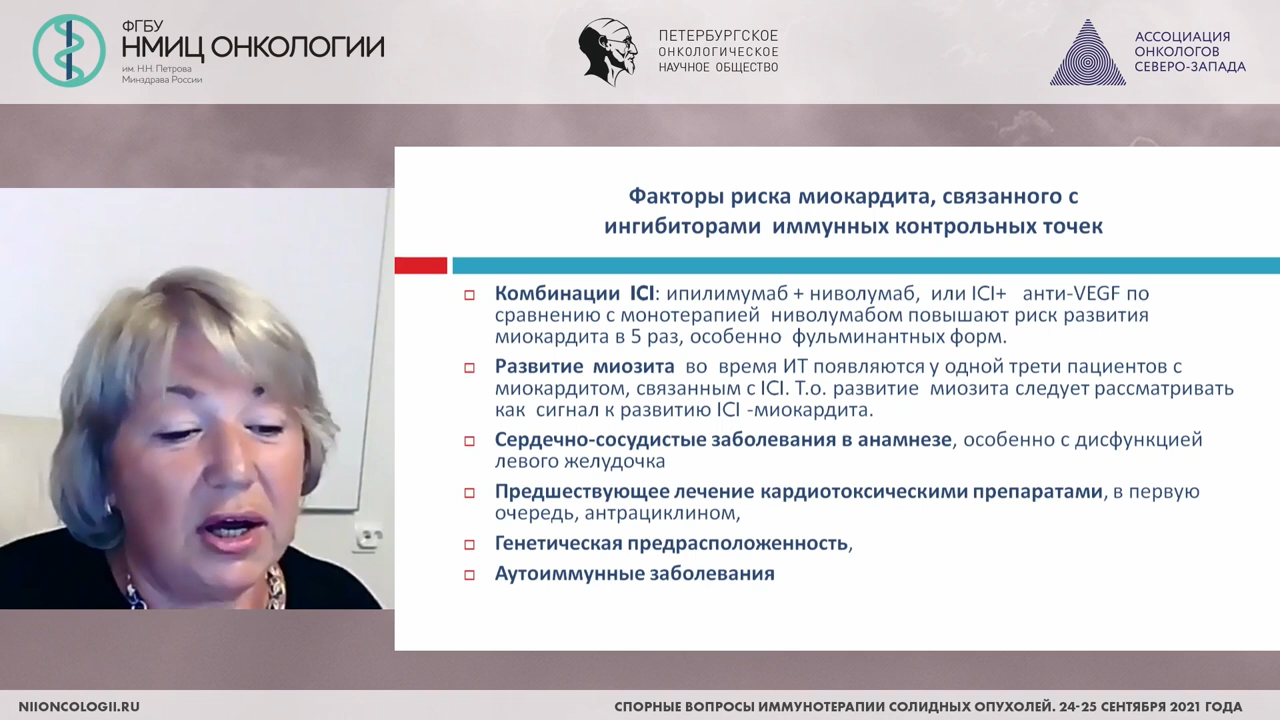 ФГБУ
НМИЦ ОНКОЛОГИИ
им. Н.Н. Петрова
Минздрава России
ПЕТЕРБУРГСКОЕ
ОНКОЛОГИЧЕСКОЕ
НАУЧНОЕ ОБЩЕСТВО
АССОЦИАЦИЯ
ОНКОЛОГОВ
СЕВЕРО-ЗАПАДА
Факторы риска миокардита, связанного с
ингибиторами иммунных контрольных точек
Комбинации ICI: ипилимумаб + ниволумаб, или ICI+ анти-VEGF по
сравнению с монотерапией ниволумабом повышают риск развития
миокардита в 5 раз, особенно фульминантных форм.
Развитие миозита во время ИТ появляются у одной трети пациентов с
миокардитом, связанным с ICI. Т.о. развитие миозита следует рассматривать
как сигнал к развитию ICI -миокардита.
Сердечно-сосудистые заболевания в анамнезе, особенно с дисфункцией
левого желудочка
Предшествующее лечение кардиотоксическими препаратами, в первую
очередь, антрациклином,
Генетическая предрасположенность,
Аутоиммунные заболевания
NIIONCOLOGII.RU
СПОРНЫЕ ВОПРОСЫ ИММУНОТЕРАПИИ СОЛИДНЫХ ОПУХОЛЕЙ. 24-25 СЕНТЯБРЯ 2021 ГОДА